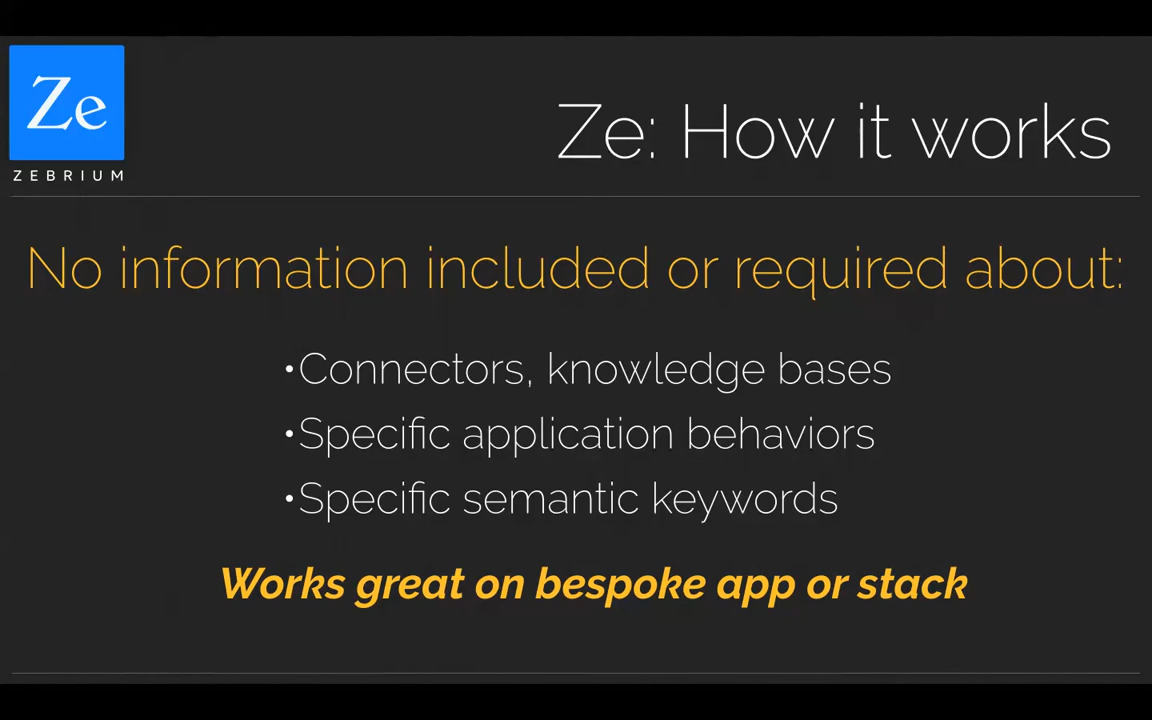 Ze
ZEBRIUM
Ze: How it works
No information included or required about:
•Connectors, knowledge bases
•Specific application behaviors
•Specific semantic keywords
Works great on bespoke app or stack